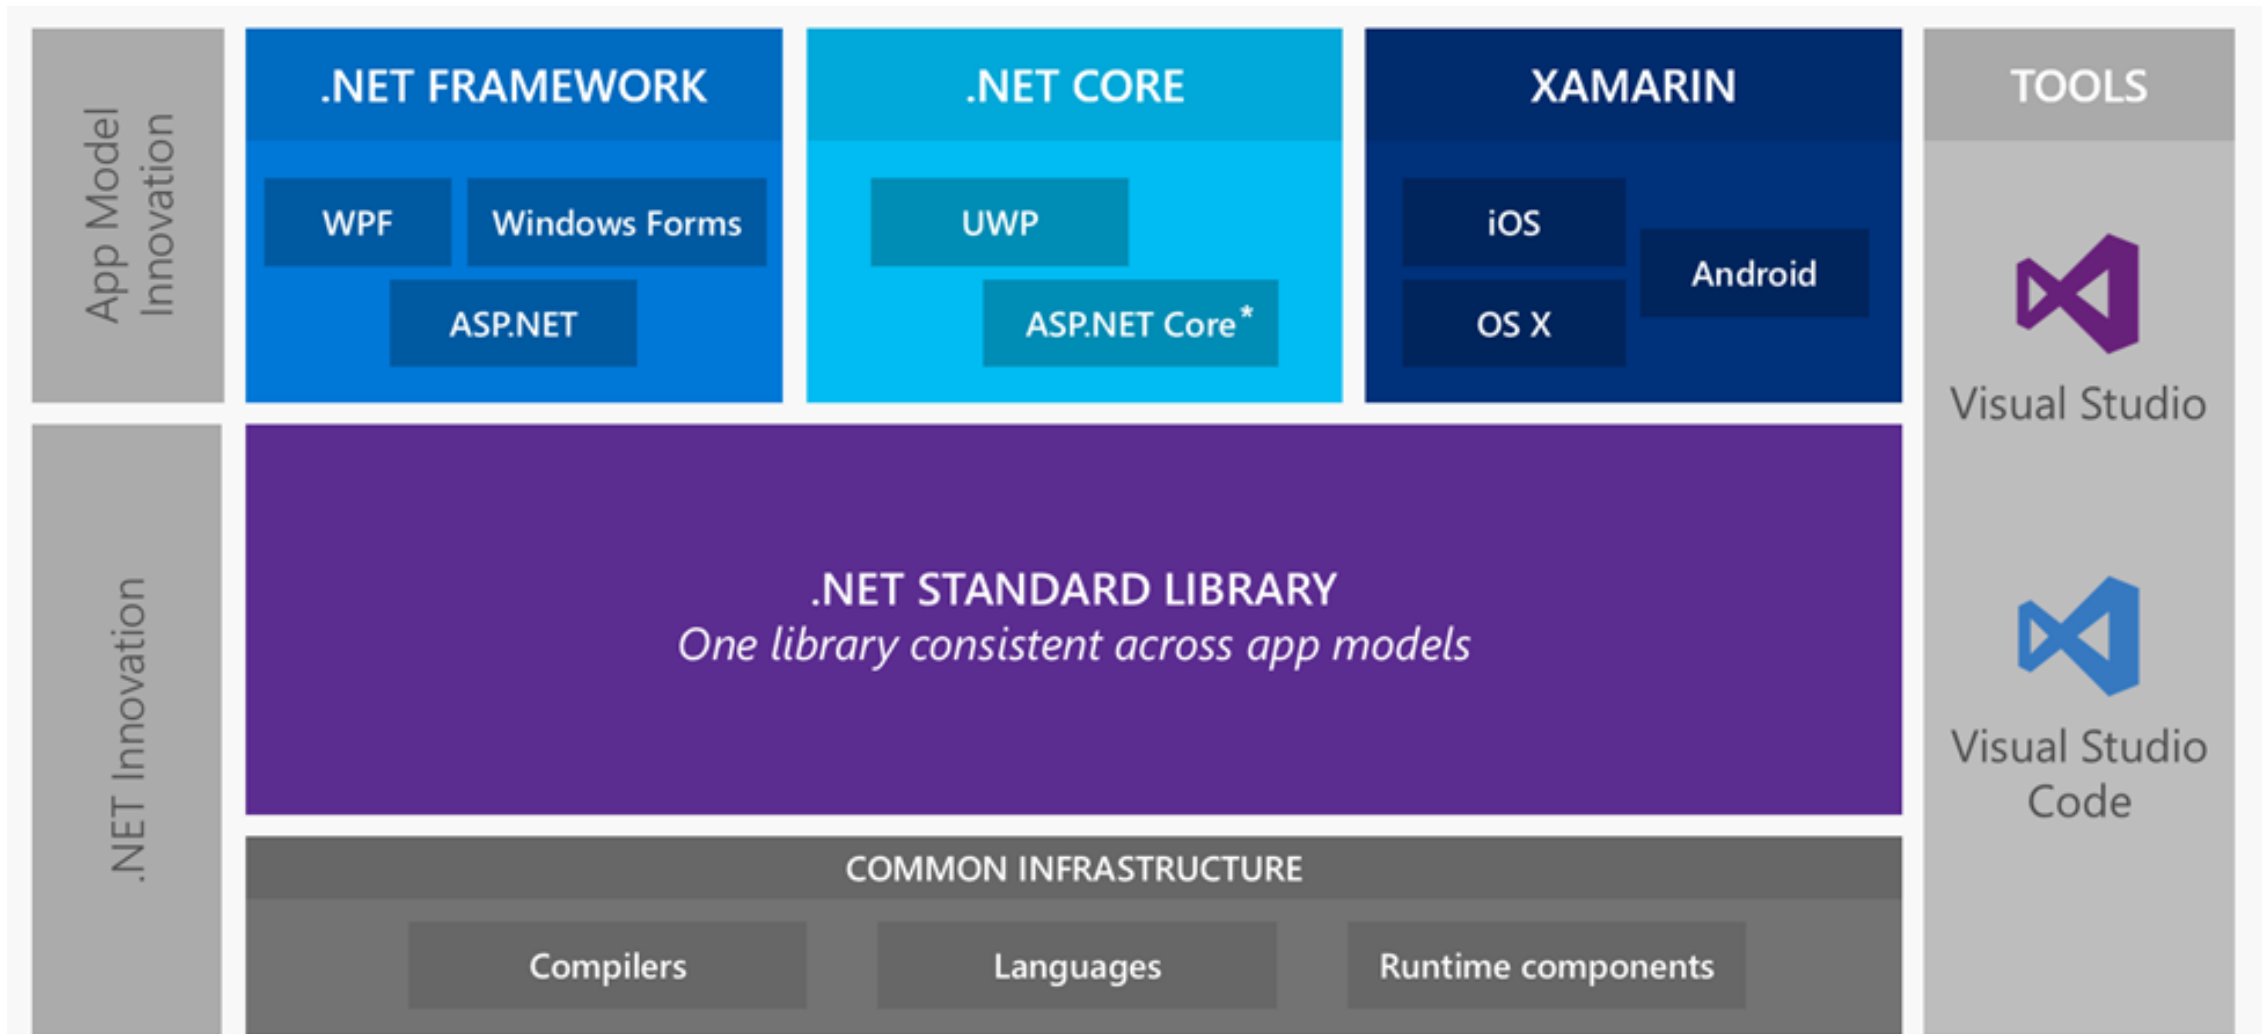 App Model
Innovation
.NET FRAMEWORK
WPF
Windows Forms
ASP.NET
.NET CORE
UWP
ASP.NET Core*
XAMARIN
iOS
Android
OS X
TOOLS
Visual Studio
Visual Studio
Code
.NET Innovation
.NET STANDARD LIBRARY
One library consistent across app models
COMMON INFRASTRUCTURE
Compilers
Languages
Runtime components